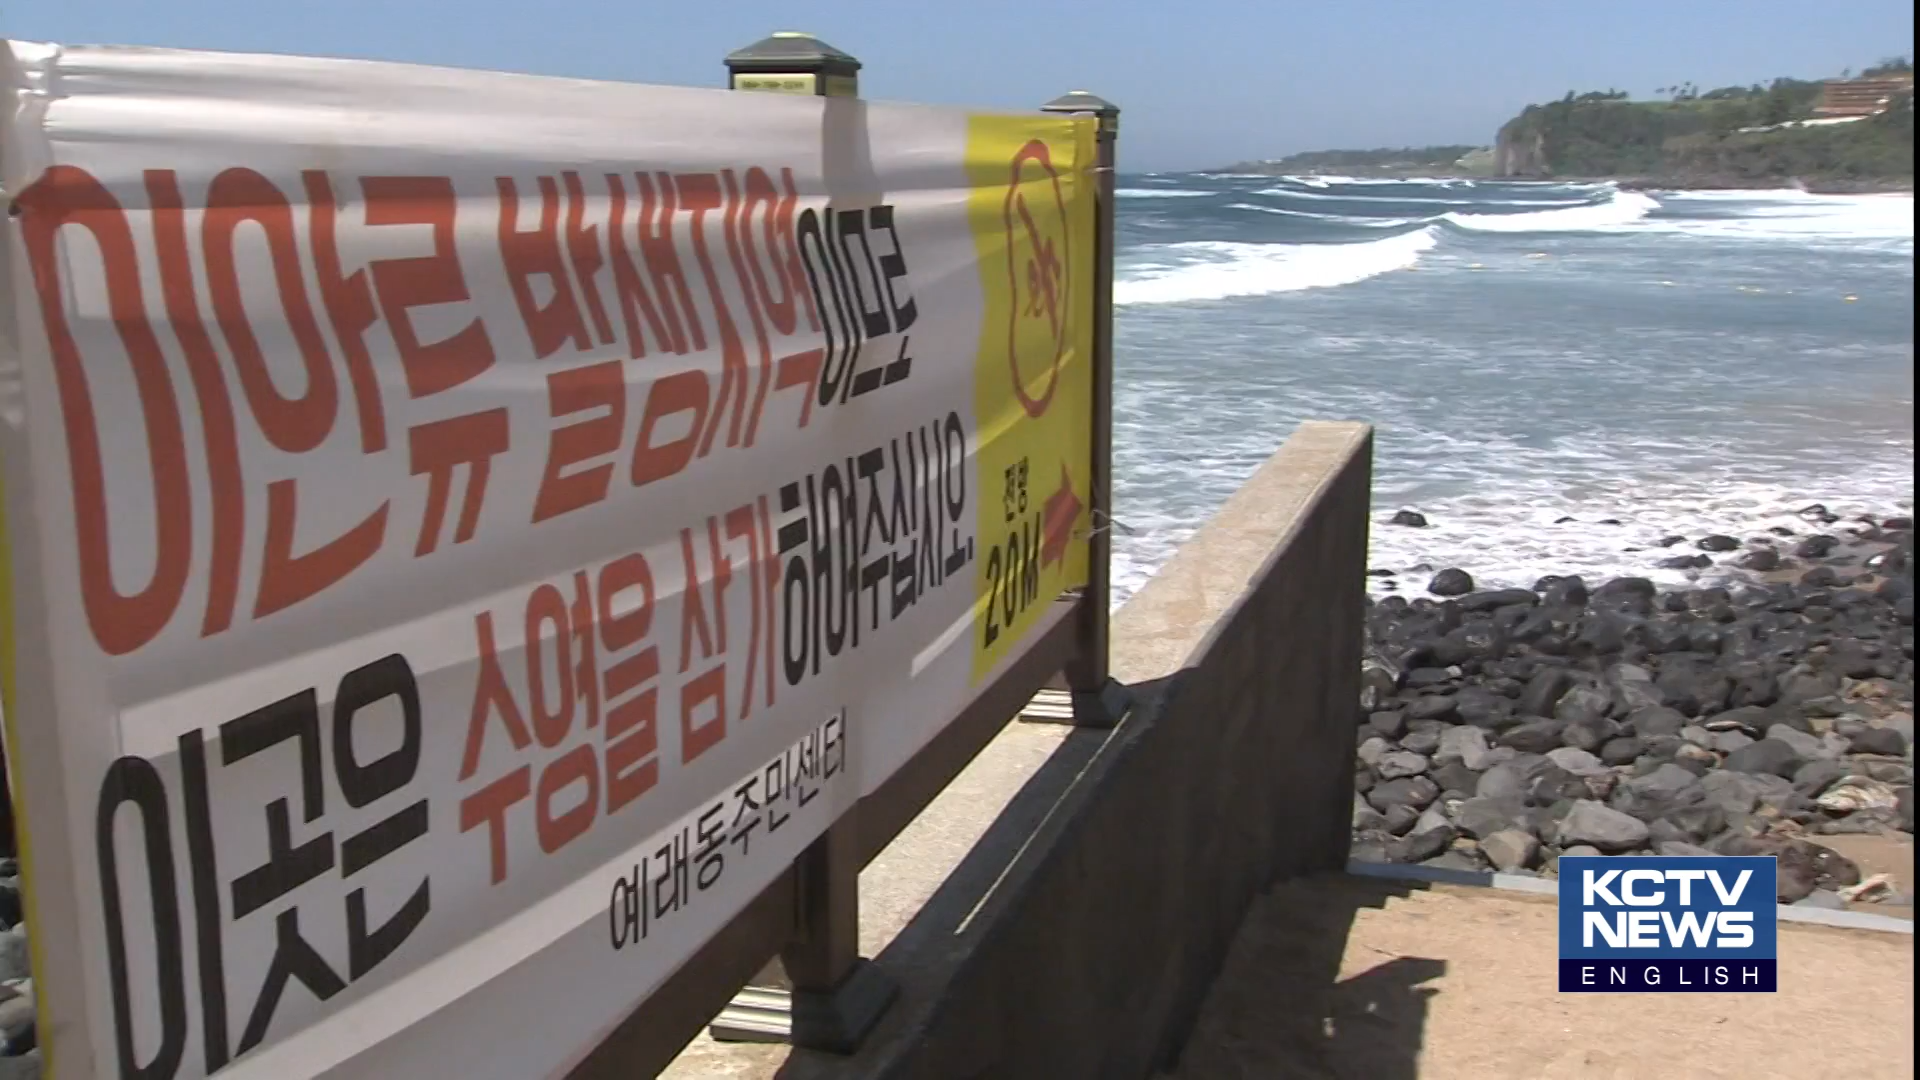 이곳은 이안류 발생지역 이므로
수영을 삼가 하여주십시오.
예래동주민센터
전방
20M
KCTV
NEWS
ENGLISH